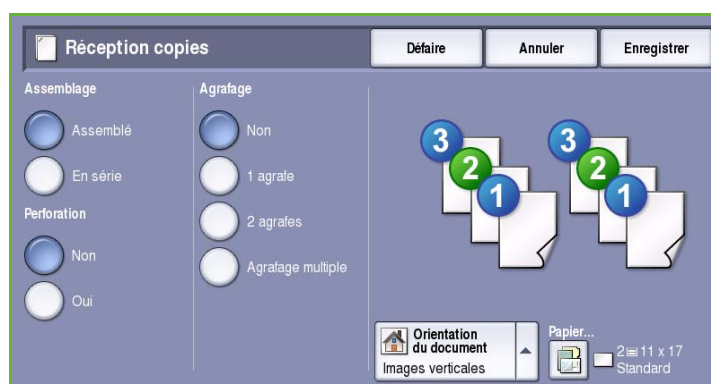 Réception copies
Défaire
Annuler
Enregistrer
Assemblage
Assemblé
En série
Perforation
Non
Oui
Agrafage
Non
1 agrafe
2 agrafes
Agrafage multiple
3
2
1
3
2
1
Orientation
du document
Images verticales
Papier...
2 11 x 17
Standard